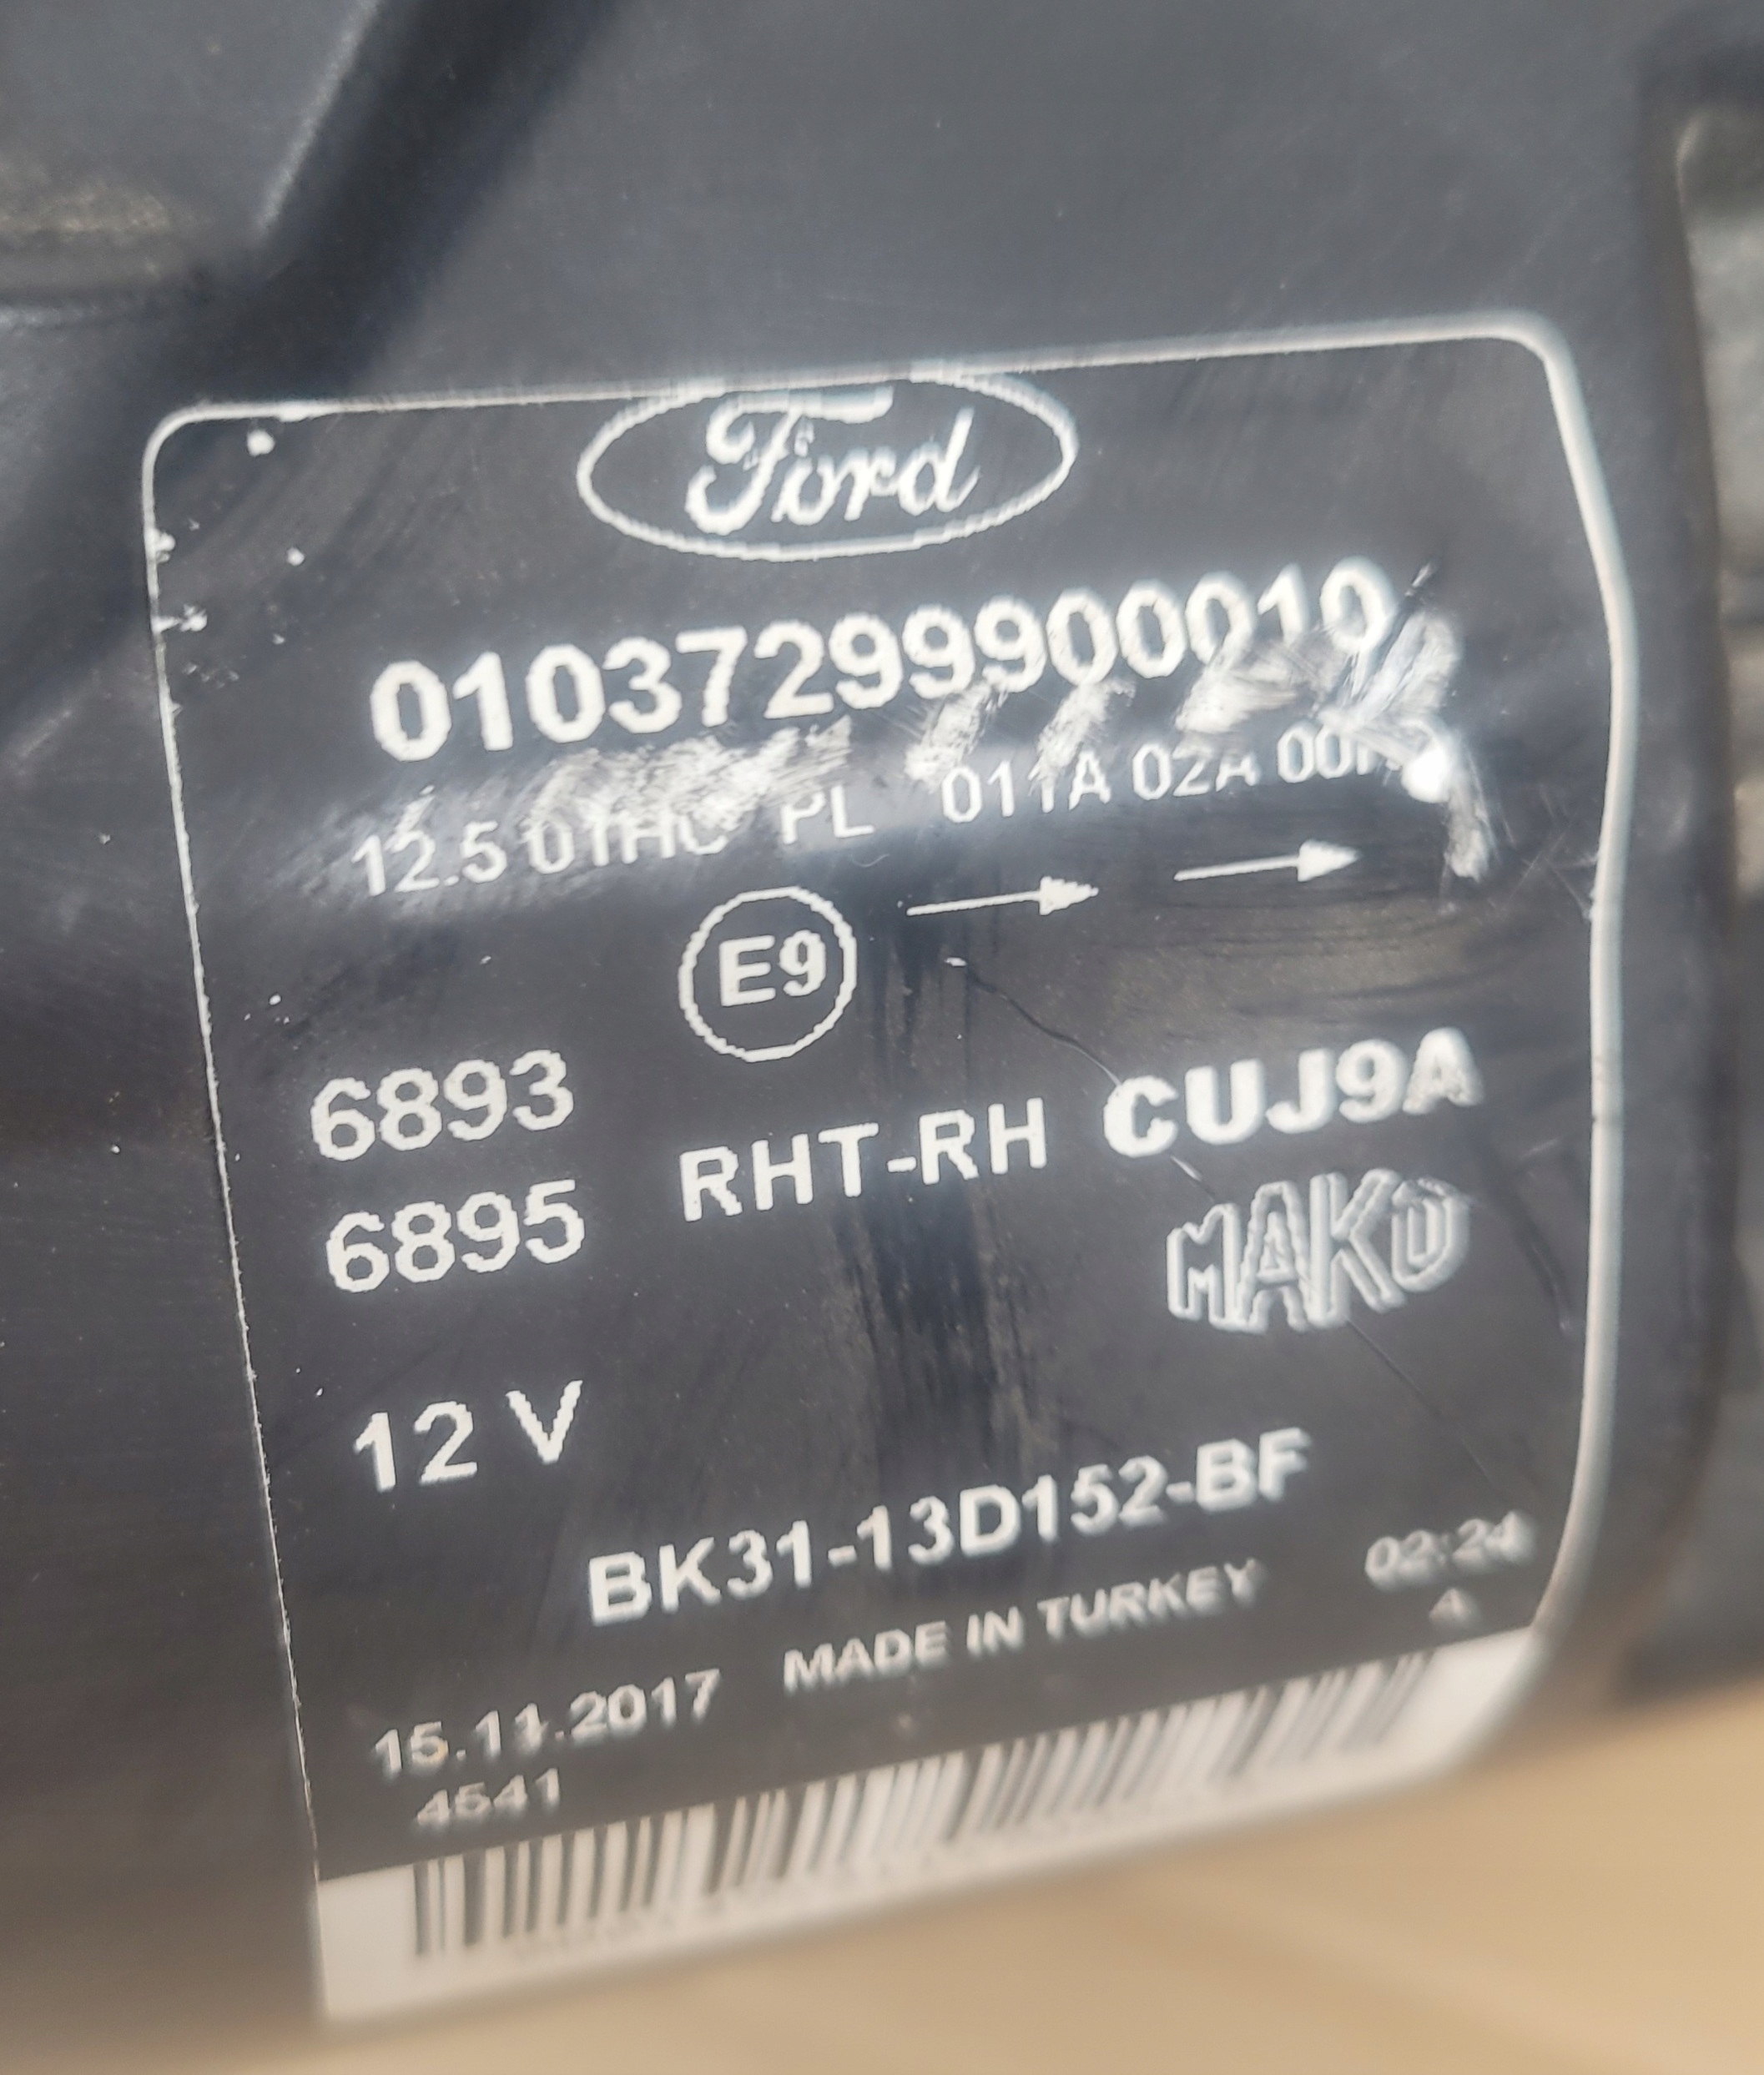 Ford
0103729990010
12.5 01HC PL 011A 02A
E9
6893
RHT-RH CUJ9A
6895
MAKO
12 V
BK31-13D152-BF
MADE IN TURKEY 02:24
A
15.11.2017
4541